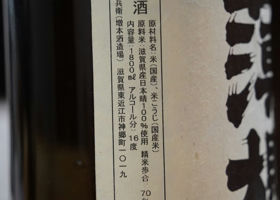 酒
原材料名:米(国産)、米こうじ(国産米)
原料米:滋賀県産日本晴100%使用 精米歩合 70
内容量:1800ml アルコール分:16度
兵衛(増本酒造場) 滋賀県東近江市神郷町一〇一九